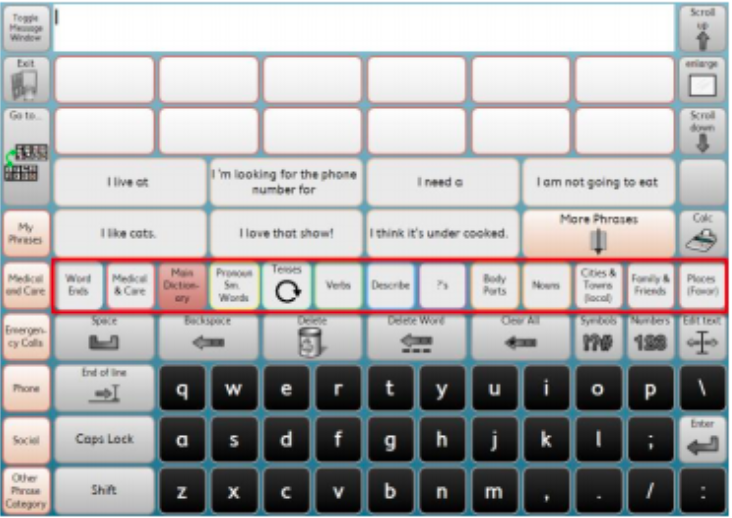 Toggle
Message
Window
Scroll
up
Exit
enlarge
Go to...
Scroll
down
I live at
I 'm looking for the phone
number for
I need a
I am not going to eat
My
Phrases
I like cats.
I love that show!
I think it's under cooked.
More Phrases
Calc
Medical
and Care
Word
Ends
Medical
& Care
Main
Diction-
ary
Pronoun
Sm.
Words
Tenses
Verbs
Describe
?'s
Body
Parts
Nouns
Cities &
Towns
(local)
Family &
Friends
Places
(Favor)
Emergen-
cy Calls
Space
Backspace
Delete
Delete Word
Clear All
Symbols
!?@#
Numbers
123
Edit text
Phone
End of line
q w e r t y u i o p \
Social
Caps Lock
a s d f g h j k l ;
Enter
Other
Phrase
Category
Shift
z x c v b n m , . / :